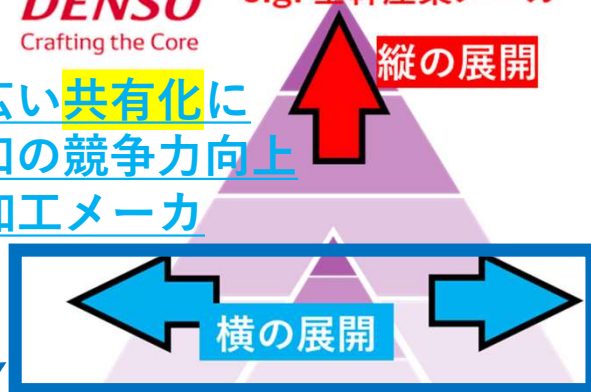 DENSO
Crafting the Core
縦の展開
広い共有化に
の競争力向上
加工メーカ
横の展開